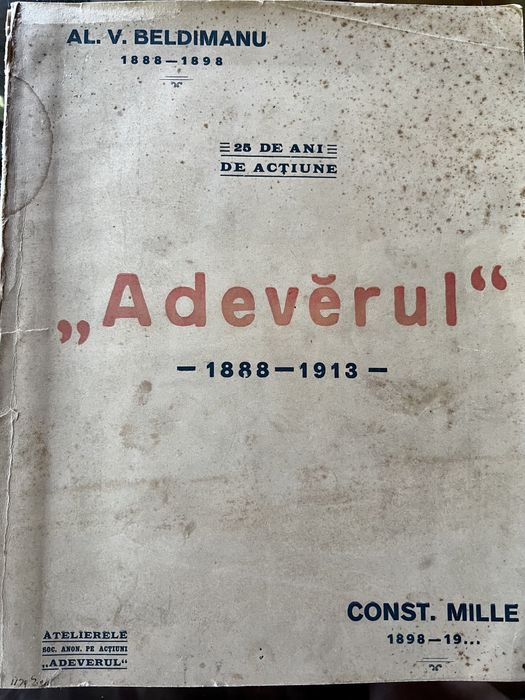 AL. V. BELDIMANU
1888—1898
25 DE ANI
DE ACȚIUNE
„Adevĕrul“
— 1888 — 1913 —
CONST. MILLE
1898—19...
ATELIERELE
SOC. ANON. PE ACȚIUNI
„ADEVERUL“